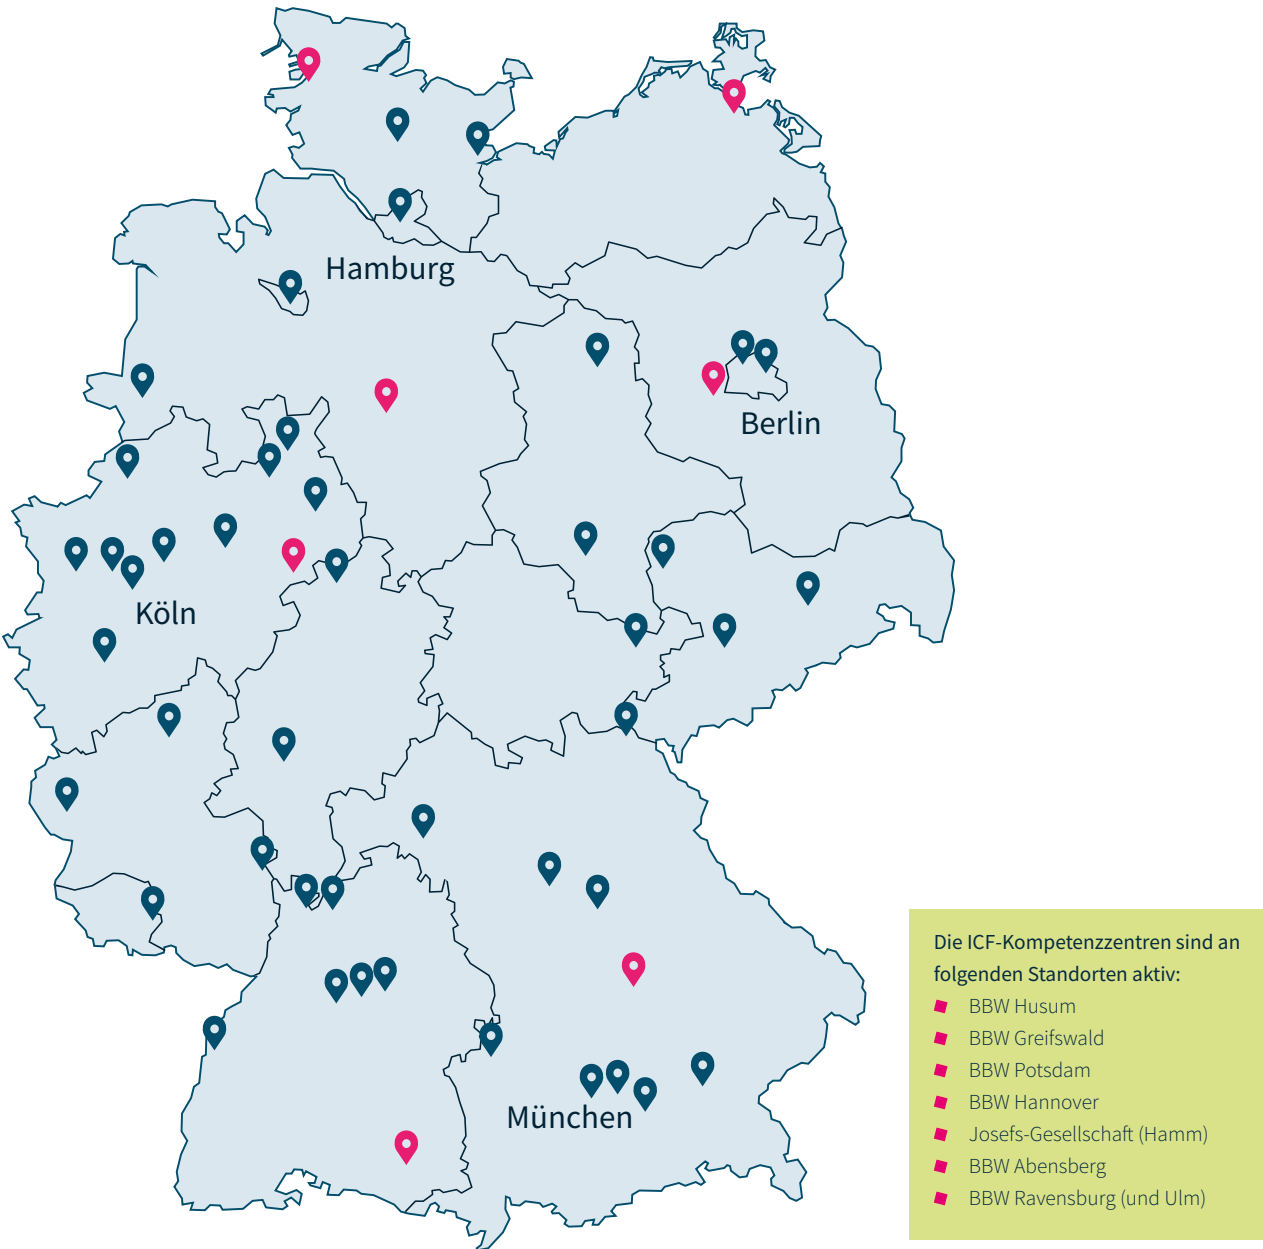 Hamburg
Berlin
Köln
München
Die ICF-Kompetenzzentren sind an
folgenden Standorten aktiv:
BBW Husum
BBW Greifswald
BBW Potsdam
BBW Hannover
Josefs-Gesellschaft (Hamm)
BBW Abensberg
BBW Ravensburg (und Ulm)